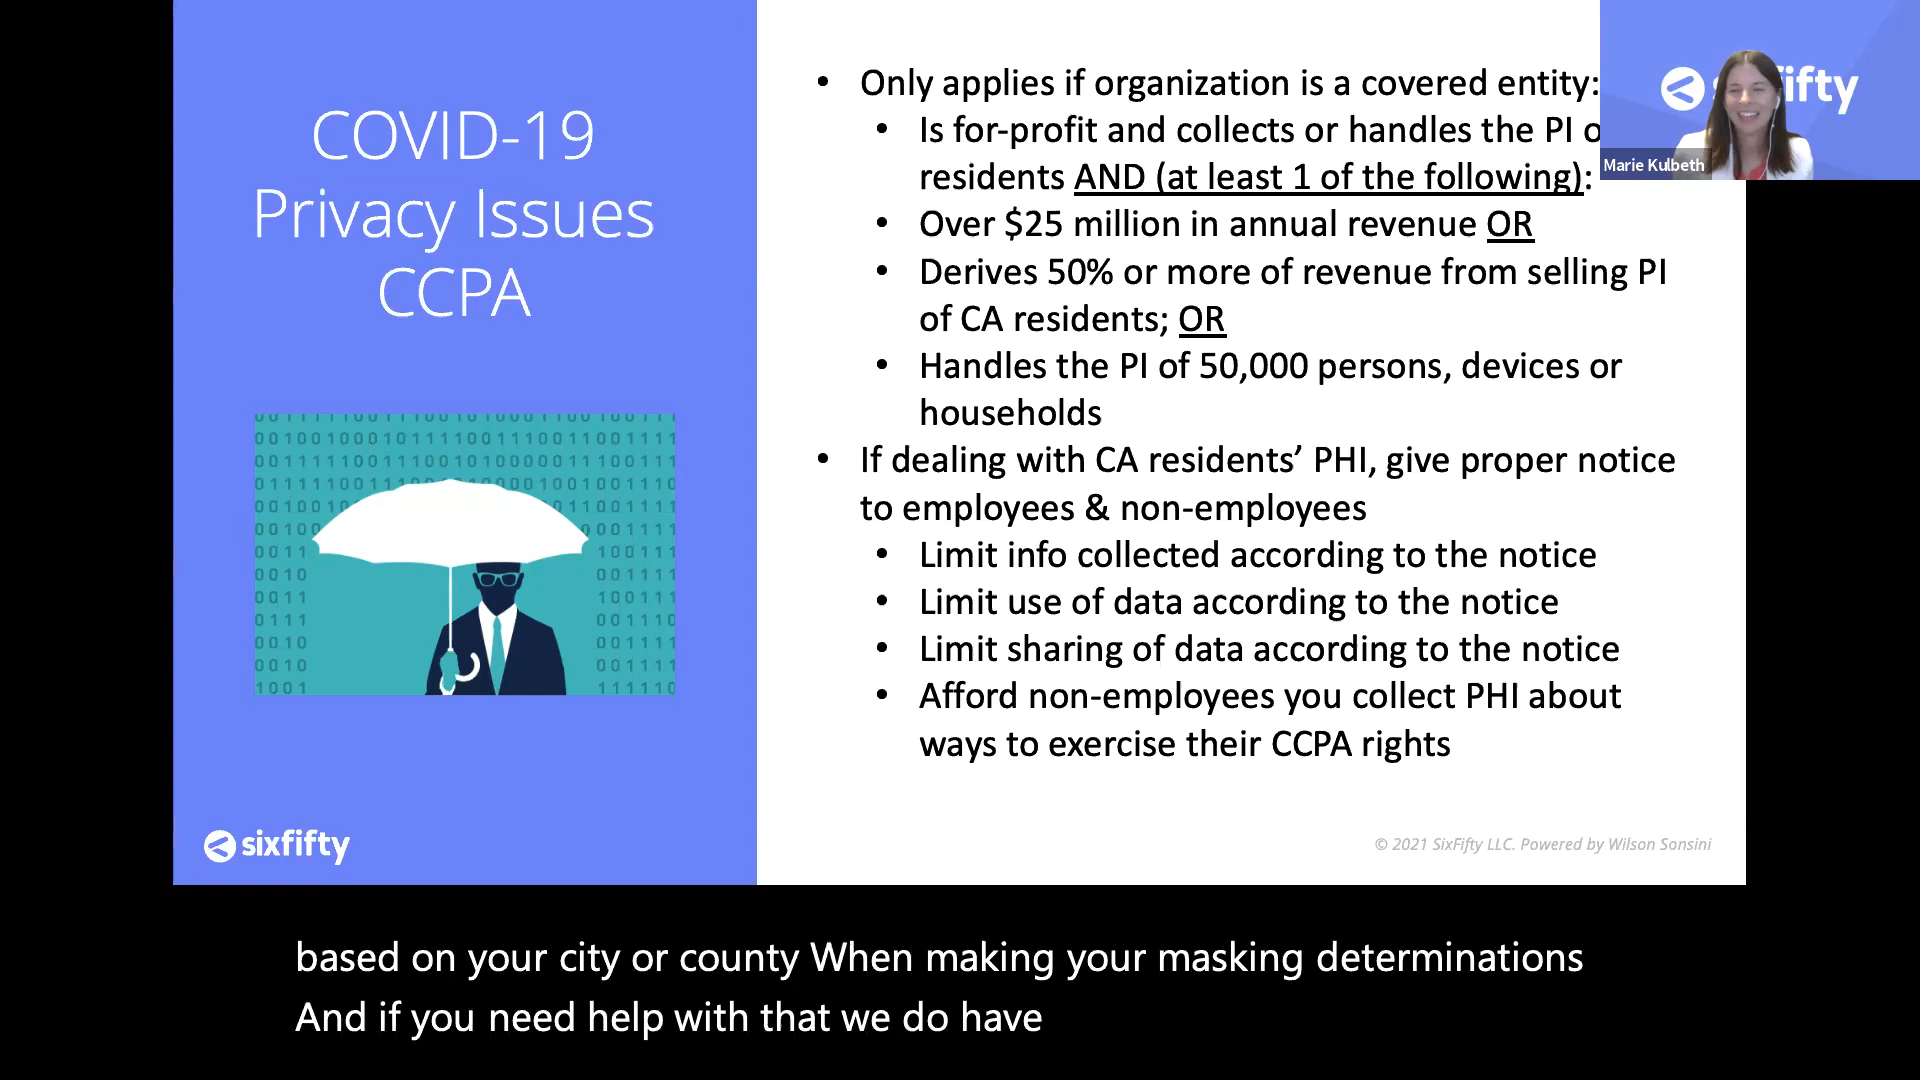 COVID-19
Privacy Issues
CCPA
sixfifty
• Only applies if organization is a covered entity:
• Is for-profit and collects or handles the PI
residents AND (at least 1 of the following):
• Over $25 million in annual revenue OR
• Derives 50% or more of revenue from selling PI
of CA residents; OR
• Handles the PI of 50,000 persons, devices or
households
• If dealing with CA residents’ PHI, give proper notice
to employees & non-employees
• Limit info collected according to the notice
• Limit use of data according to the notice
• Limit sharing of data according to the notice
• Afford non-employees you collect PHI about
ways to exercise their CCPA rights
© 2021 SixFifty LLC. Powered by Wilson Sonsini
Marie Kulbeth
based on your city or county When making your masking determinations
And if you need help with that we do have